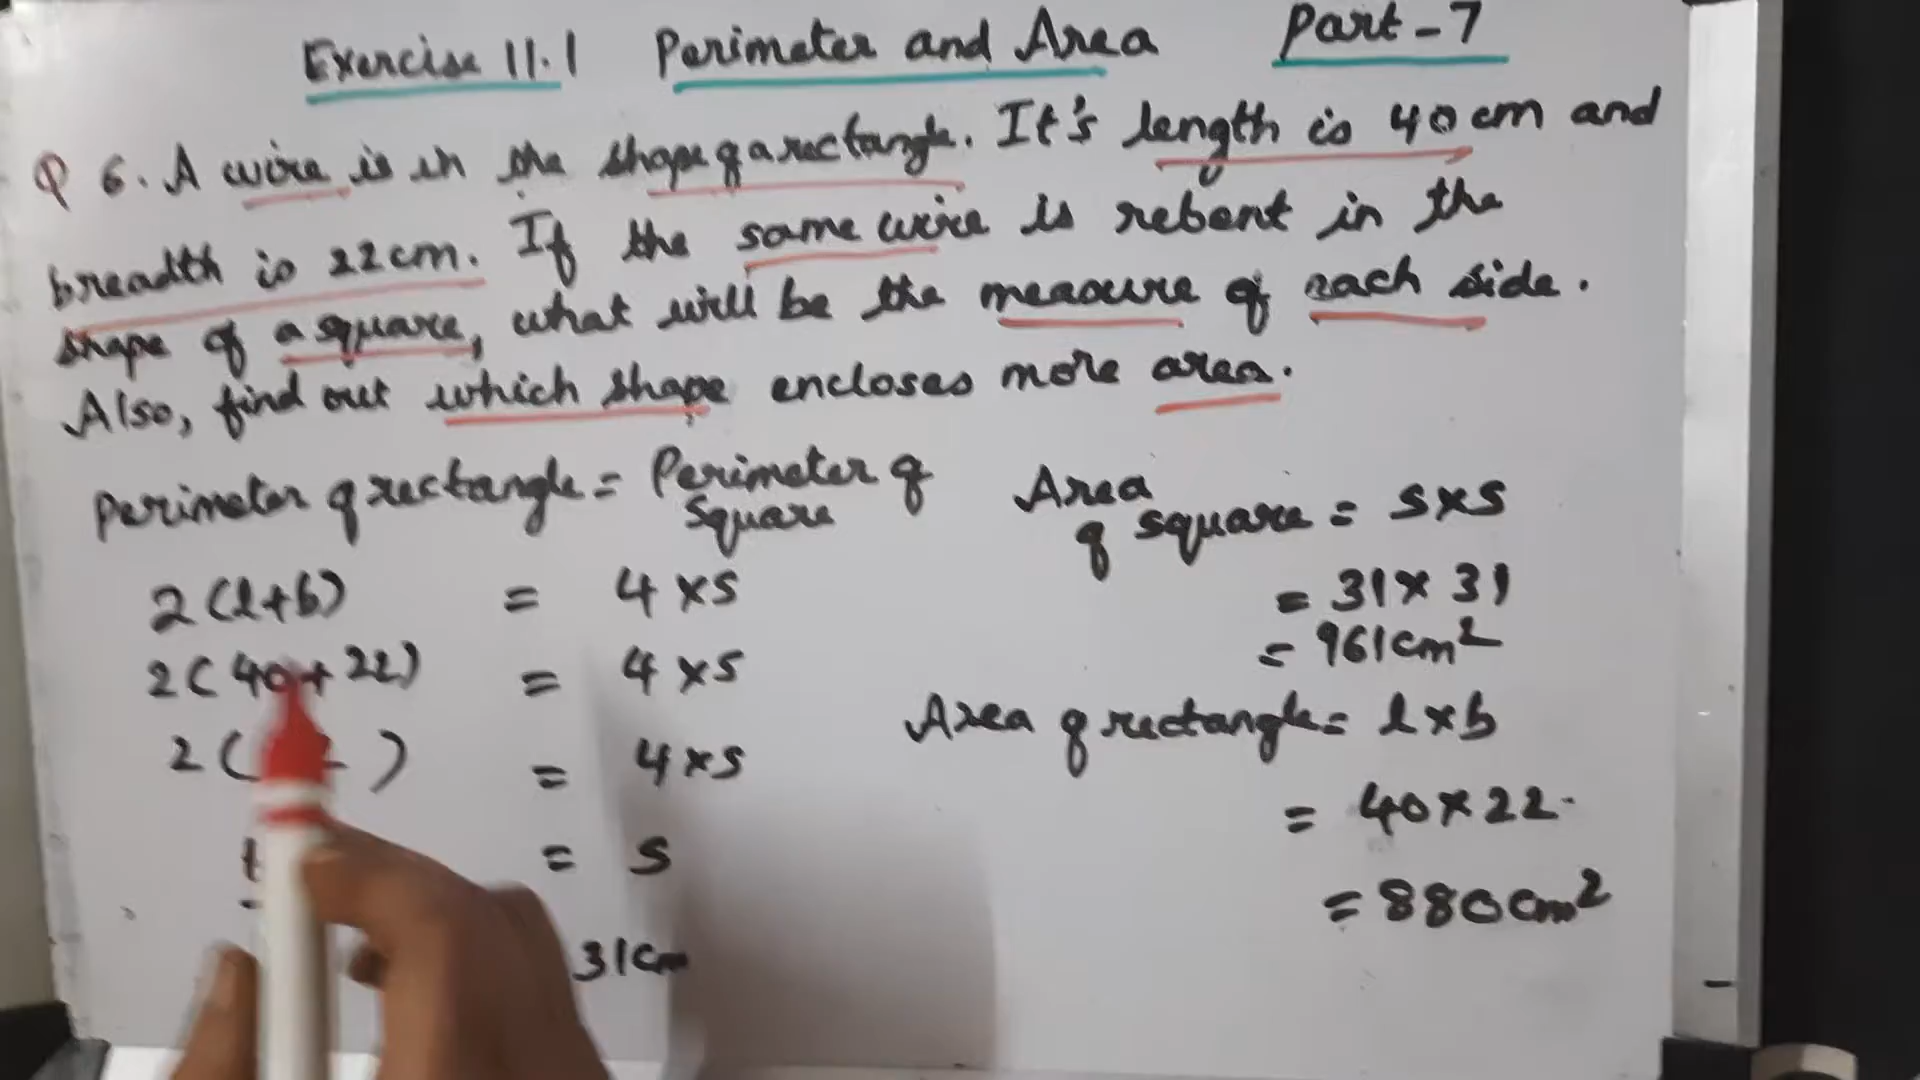 Exercise 11.1 Perimeter and Area Part-7
Q 6. A wire is in the shape of a rectangle. It's length is 40cm and
breadth is 22cm. If the same wire is rebent in the
shape of a square, what will be the measure of each side.
Also, find out which shape encloses more area.
Perimeter of rectangle = Perimeter of
Square
2(l+b) = 4×s
2(40+22) = 4×s
2( ) = 4×s
= s
31cm
Area
of square = s×s
= 31×31
= 961cm²
Area of rectangle = l×b
= 40×22
= 880cm²